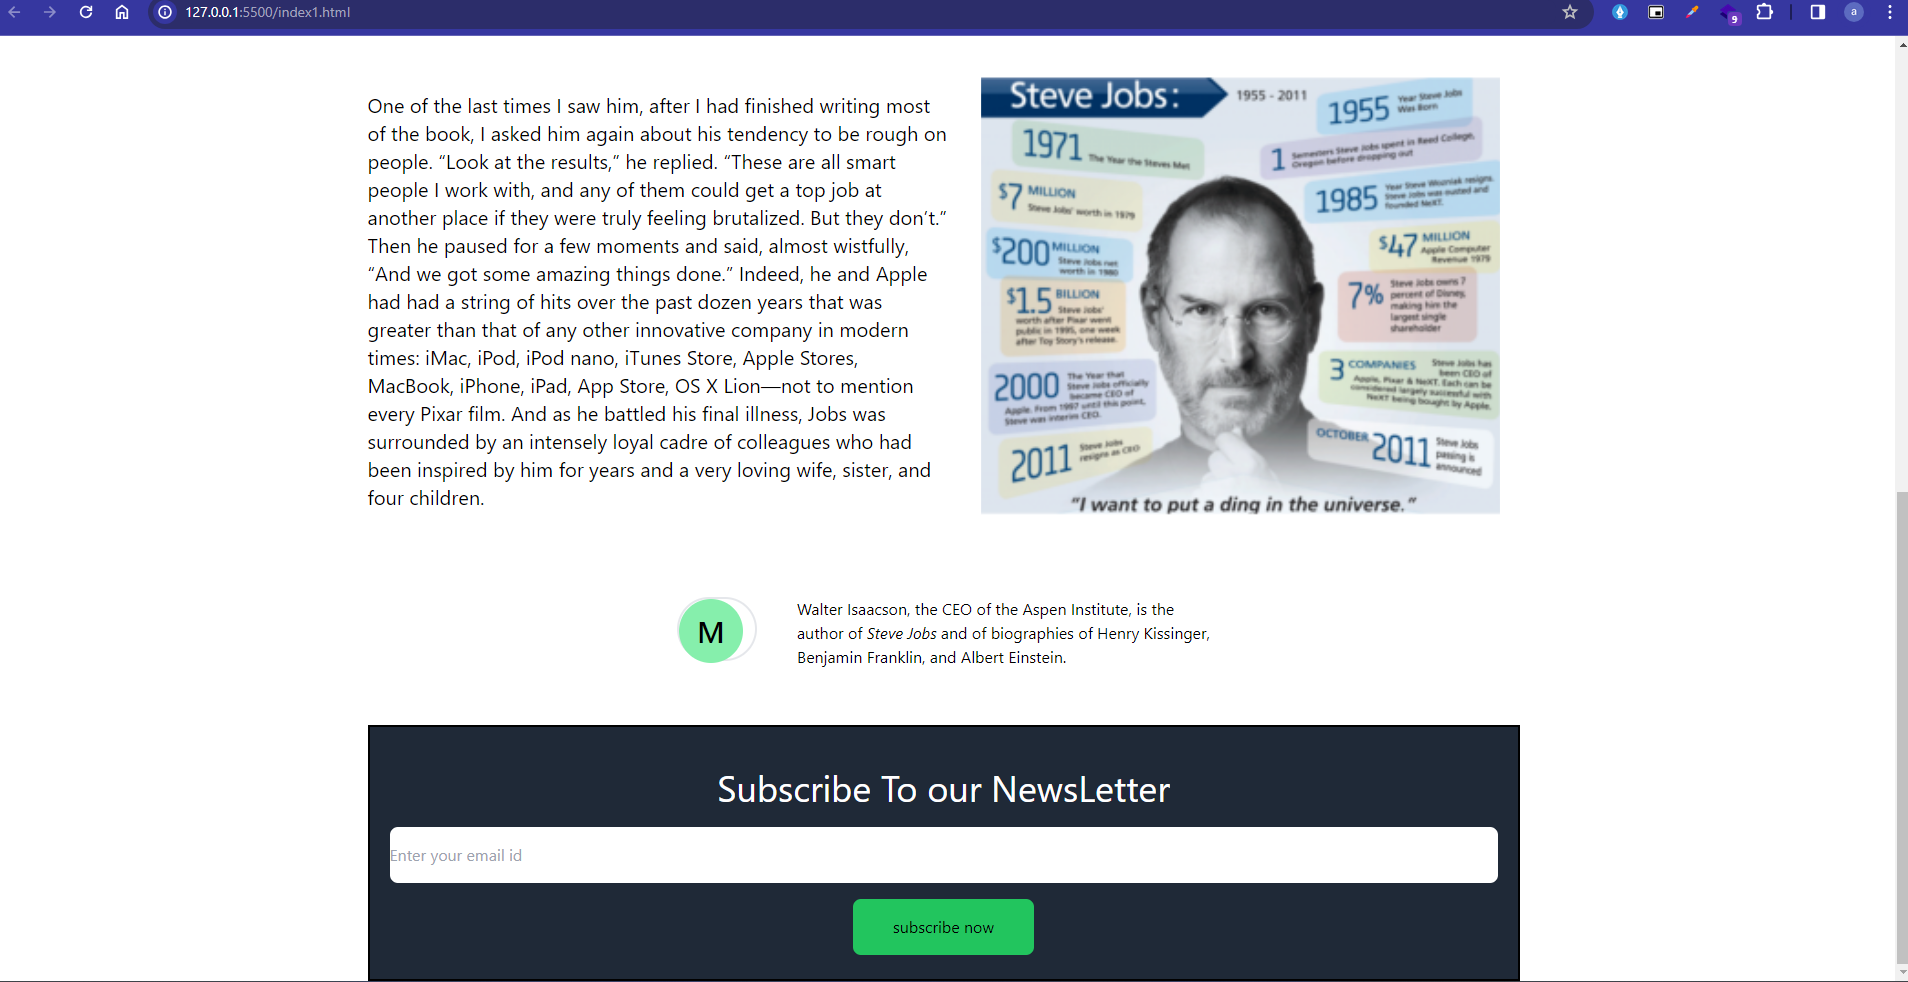 127.0.0.1:5500/index1.html
9
a
One of the last times I saw him, after I had finished writing most
of the book, I asked him again about his tendency to be rough on
people. “Look at the results,” he replied. “These are all smart
people I work with, and any of them could get a top job at
another place if they were truly feeling brutalized. But they don’t.”
Then he paused for a few moments and said, almost wistfully,
“And we got some amazing things done.” Indeed, he and Apple
had had a string of hits over the past dozen years that was
greater than that of any other innovative company in modern
times: iMac, iPod, iPod nano, iTunes Store, Apple Stores,
MacBook, iPhone, iPad, App Store, OS X Lion—not to mention
every Pixar film. And as he battled his final illness, Jobs was
surrounded by an intensely loyal cadre of colleagues who had
been inspired by him for years and a very loving wife, sister, and
four children.
Steve Jobs:
1955 - 2011
1955 Year Steve Jobs
Was Born
1971 The Year the Steves Met
1 Semesters Steve Jobs spent in Reed College,
Oregon before dropping out
$7 MILLION
Steve Jobs' worth in 1979
1985 Year Steve Wozniak resigns.
Steve Jobs was ousted and
founded NeXT.
$200 MILLION
Steve Jobs net
worth in 1980
$47 MILLION
Apple Computer
Revenue 1979
$1.5 BILLION
Steve Jobs'
worth after Pixar went
public in 1995, one week
after Toy Story's release.
7% Steve Jobs owns 7
percent of Disney,
making him the
largest single
shareholder
2000 The Year that
Steve Jobs officially
became CEO of
Apple. From 1997 until this point,
Steve was interim CEO.
3 COMPANIES Steve Jobs has
been CEO of
Apple, Pixar & NeXT. Each can be
considered largely successful with
NeXT being bought by Apple.
2011 Steve Jobs
resigns as CEO
OCTOBER 2011 Steve Jobs
passing is
announced
“I want to put a ding in the universe.”
M
Walter Isaacson, the CEO of the Aspen Institute, is the
author of Steve Jobs and of biographies of Henry Kissinger,
Benjamin Franklin, and Albert Einstein.
Subscribe To our NewsLetter
Enter your email id
subscribe now